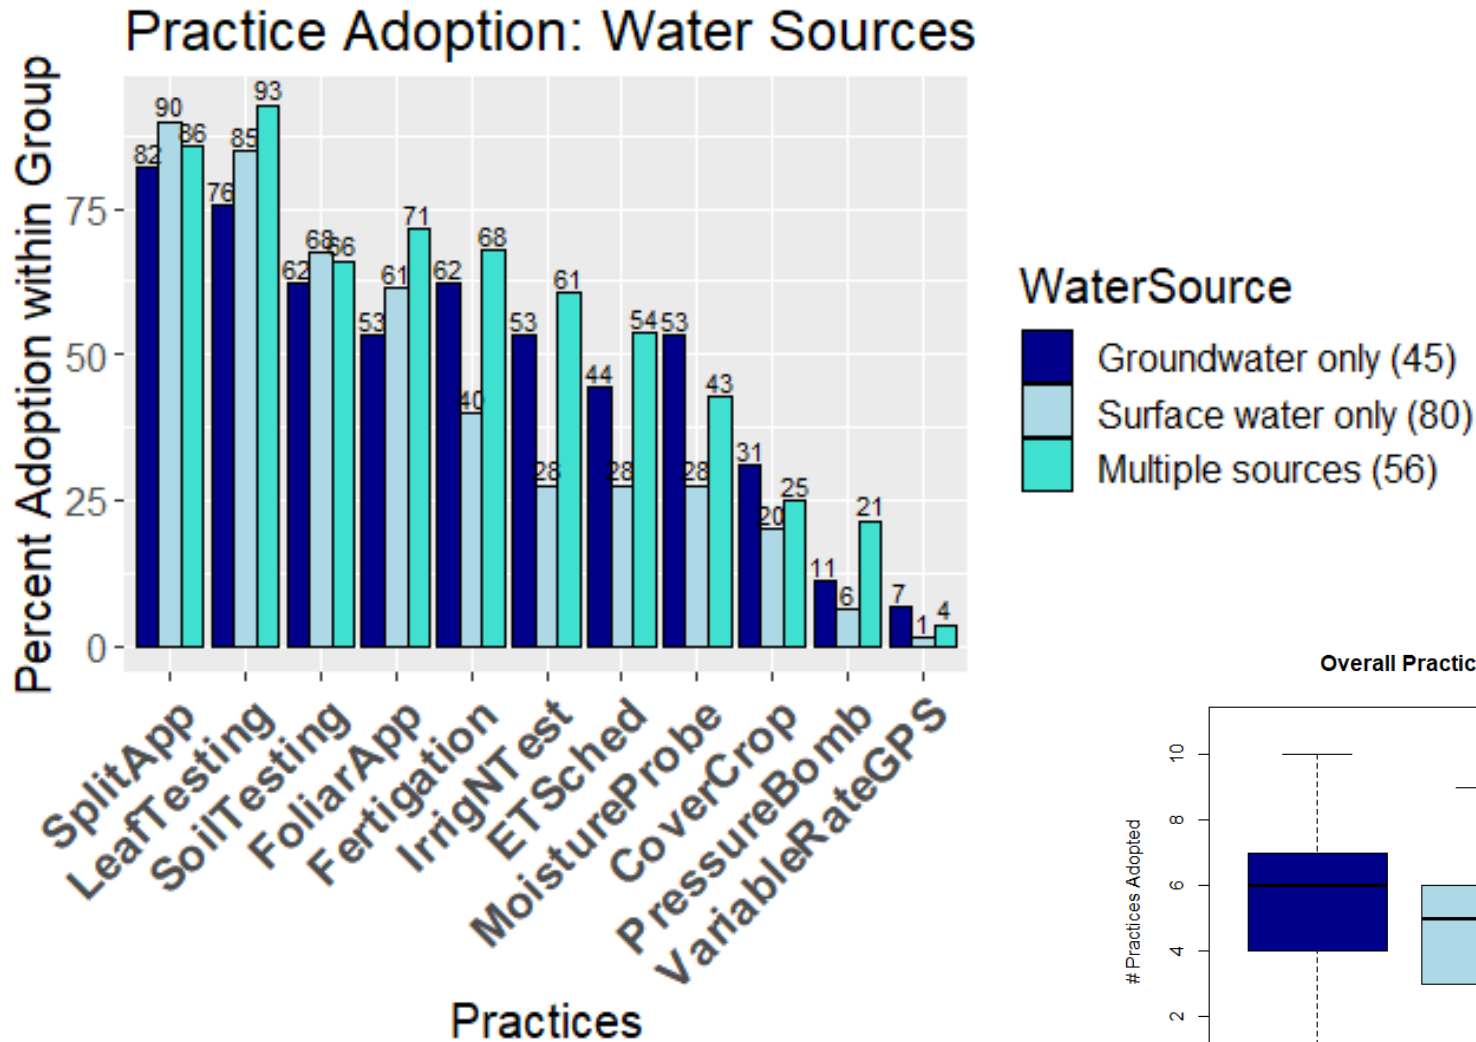 Practice Adoption: Water Sources
Percent Adoption within Group
75
50
25
0
82
90
86
76
85
93
62
68
66
53
61
71
62
40
68
53
28
61
44
28
54
53
28
43
31
20
25
11
6
21
7
1
4
SplitApp
LeafTesting
SoilTesting
FoliarApp
Fertigation
IrrigNTest
ETSched
MoistureProbe
CoverCrop
PressureBomb
VariableRateGPS
Practices
WaterSource
Groundwater only (45)
Surface water only (80)
Multiple sources (56)
Overall Practic
# Practices Adopted
10
8
6
4
2